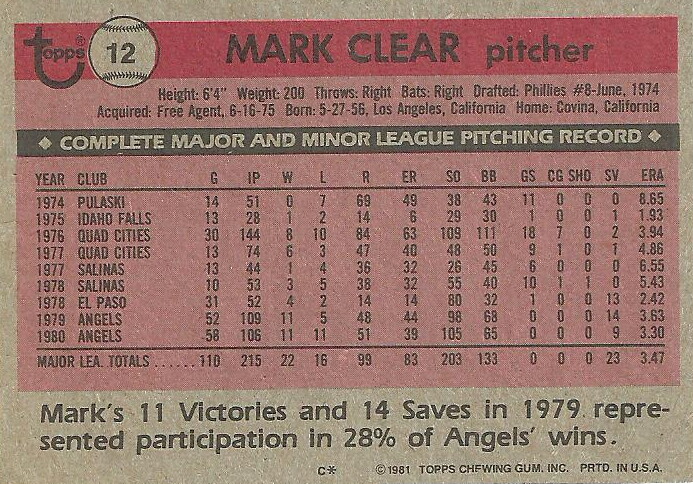 topps® 12 MARK CLEAR pitcher
Height: 6'4" Weight: 200 Throws: Right Bats: Right Drafted: Phillies #8-June, 1974
Acquired: Free Agent, 6-16-75 Born: 5-27-56, Los Angeles, California Home: Covina, California
◆ COMPLETE MAJOR AND MINOR LEAGUE PITCHING RECORD ◆
YEAR CLUB G IP W L R ER SO BB GS CG SHO SV ERA
1974 PULASKI 14 51 0 7 69 49 38 43 11 0 0 0 8.65
1975 IDAHO FALLS 13 28 1 2 14 6 29 30 1 0 0 1 1.93
1976 QUAD CITIES 30 144 8 10 84 63 109 111 18 7 0 2 3.94
1977 QUAD CITIES 13 74 6 3 47 40 48 50 9 1 0 1 4.86
1977 SALINAS 13 44 1 4 36 32 26 45 6 0 0 0 6.55
1978 SALINAS 10 53 3 5 38 32 55 40 10 1 1 0 5.43
1978 EL PASO 31 52 4 2 14 14 80 32 1 0 0 13 2.42
1979 ANGELS 52 109 11 5 48 44 98 68 0 0 0 14 3.63
1980 ANGELS 58 106 11 11 51 39 105 65 0 0 0 9 3.30
MAJOR LEA. TOTALS ...... 110 215 22 16 99 83 203 133 0 0 0 23 3.47
Mark's 11 Victories and 14 Saves in 1979 repre-
sented participation in 28% of Angels' wins.
C* ©1981 TOPPS CHEWING GUM, INC. PRTD. IN U.S.A.